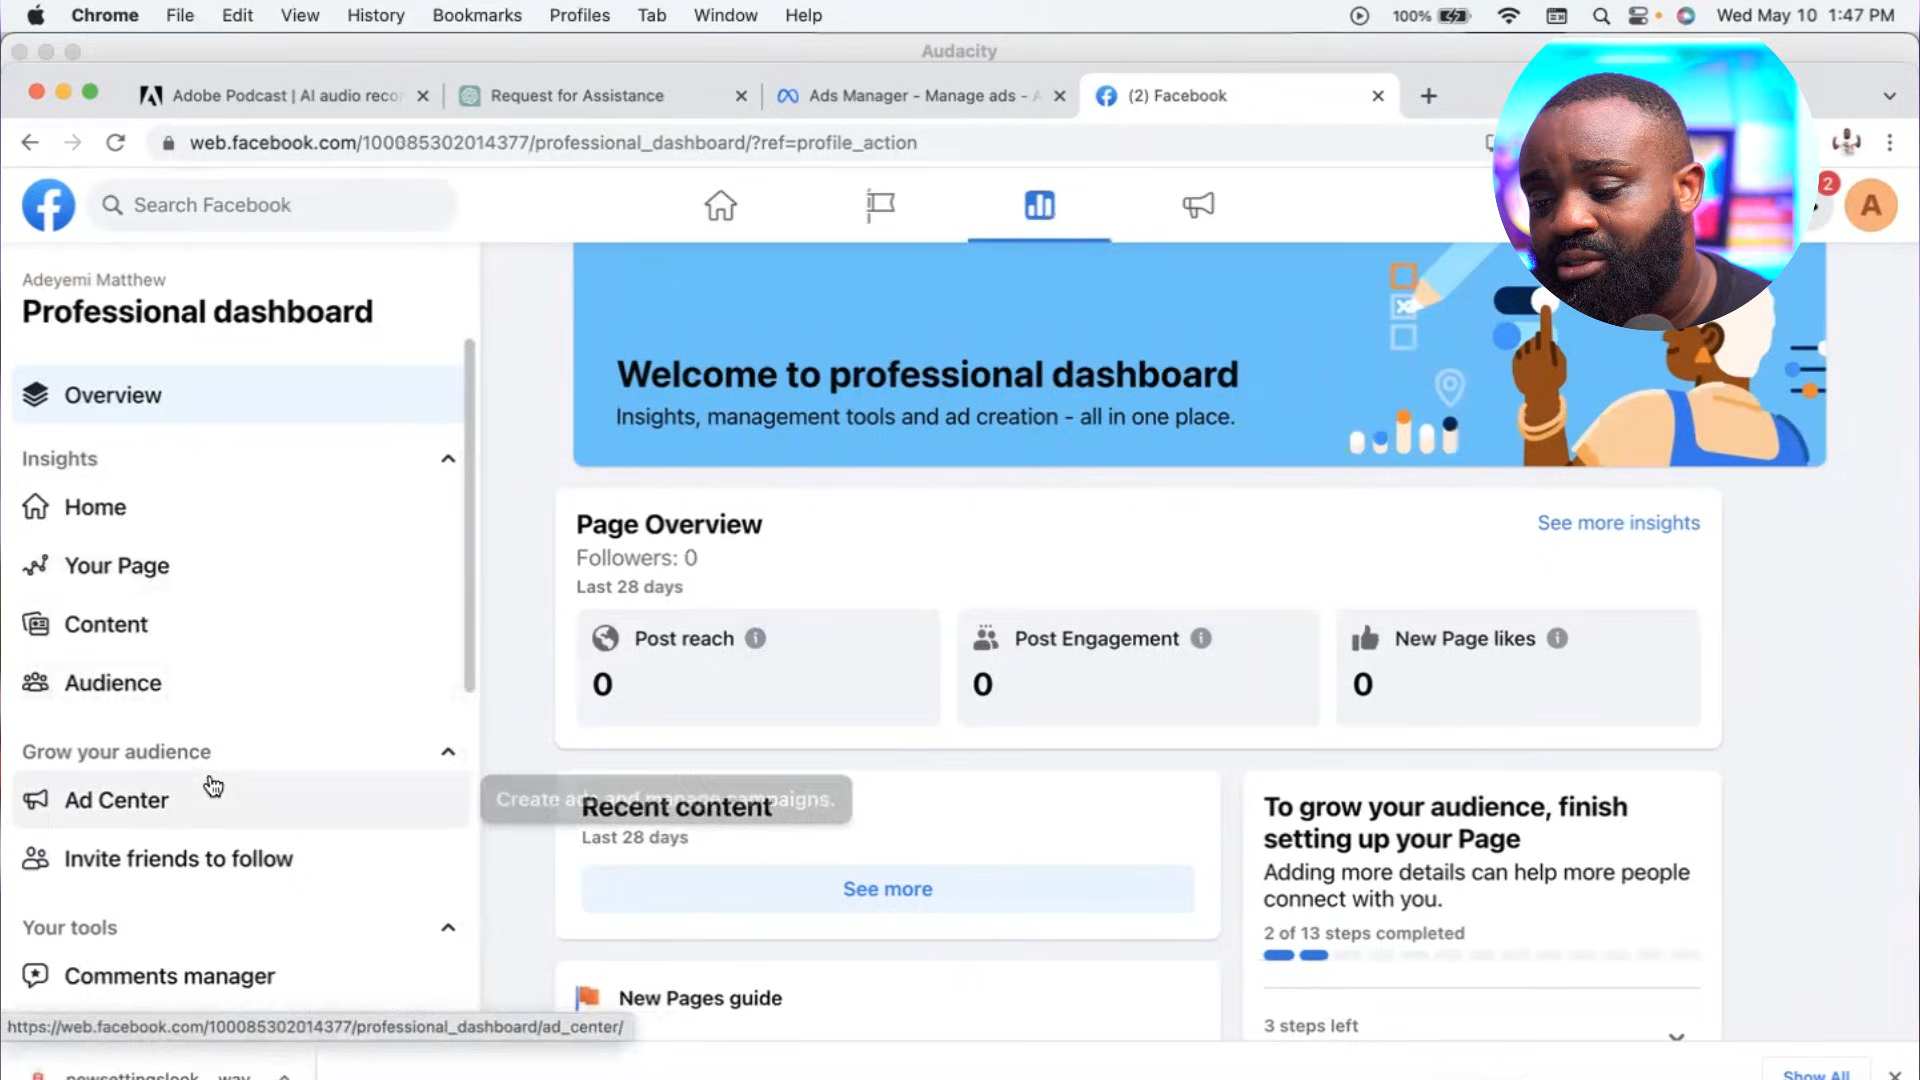 Chrome File Edit View History Bookmarks Profiles Tab Window Help 100% Wed May 10 1:47 PM
Audacity
Adobe Podcast | AI audio reco
Request for Assistance
Ads Manager - Manage ads - A
(2) Facebook
web.facebook.com/100085302014377/professional_dashboard/?ref=profile_action
Search Facebook
2
A
Adeyemi Matthew
Professional dashboard
Overview
Insights
Home
Your Page
Content
Audience
Grow your audience
Ad Center
Invite friends to follow
Your tools
Comments manager
https://web.facebook.com/100085302014377/professional_dashboard/ad_center/
Welcome to professional dashboard
Insights, management tools and ad creation - all in one place.
Page Overview
See more insights
Followers: 0
Last 28 days
Post reach
0
Post Engagement
0
New Page likes
0
Create ads and manage campaigns.
Recent content
Last 28 days
See more
New Pages guide
To grow your audience, finish
setting up your Page
Adding more details can help more people
connect with you.
2 of 13 steps completed
3 steps left
Show All